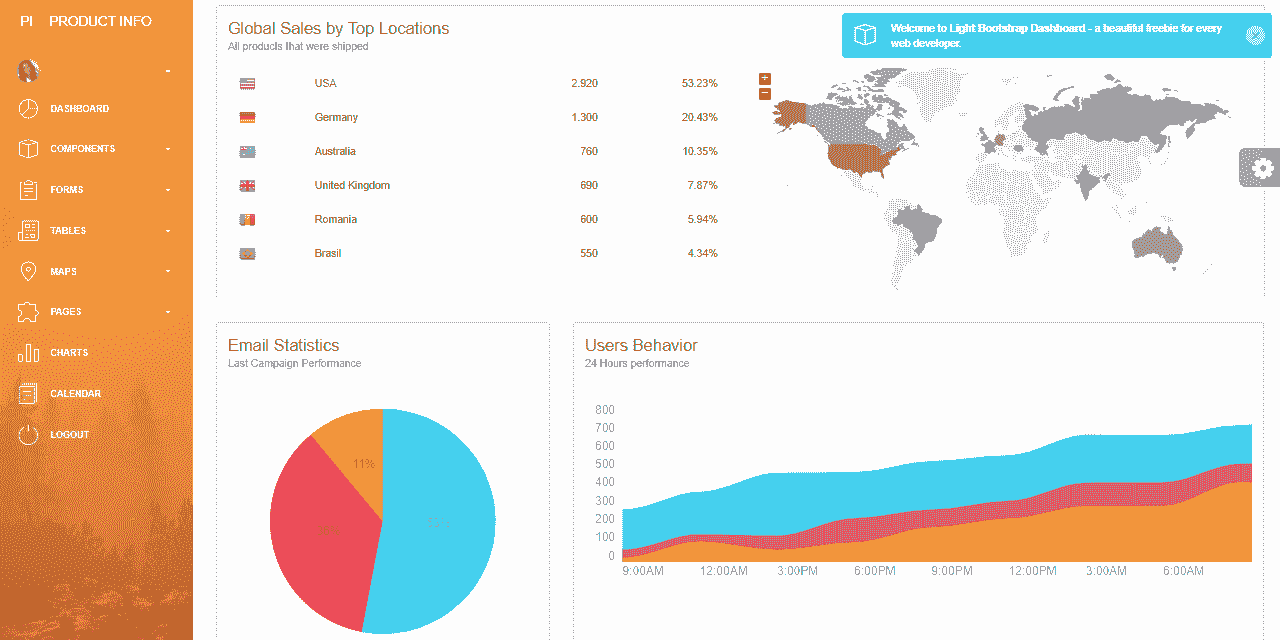 PI PRODUCT INFO
DASHBOARD
COMPONENTS
FORMS
TABLES
MAPS
PAGES
CHARTS
CALENDAR
LOGOUT
Global Sales by Top Locations
All products that were shipped
USA 2.920 53.23%
Germany 1.300 20.43%
Australia 760 10.35%
United Kingdom 690 7.87%
Romania 600 5.94%
Brasil 550 4.34%
+
−
Welcome to Light Bootstrap Dashboard - a beautiful freebie for every
web developer.
Email Statistics
Last Campaign Performance
11%
Users Behavior
24 Hours performance
800
700
600
500
400
300
200
100
0
9:00AM 12:00AM 3:00PM 6:00PM 9:00PM 12:00PM 3:00AM 6:00AM